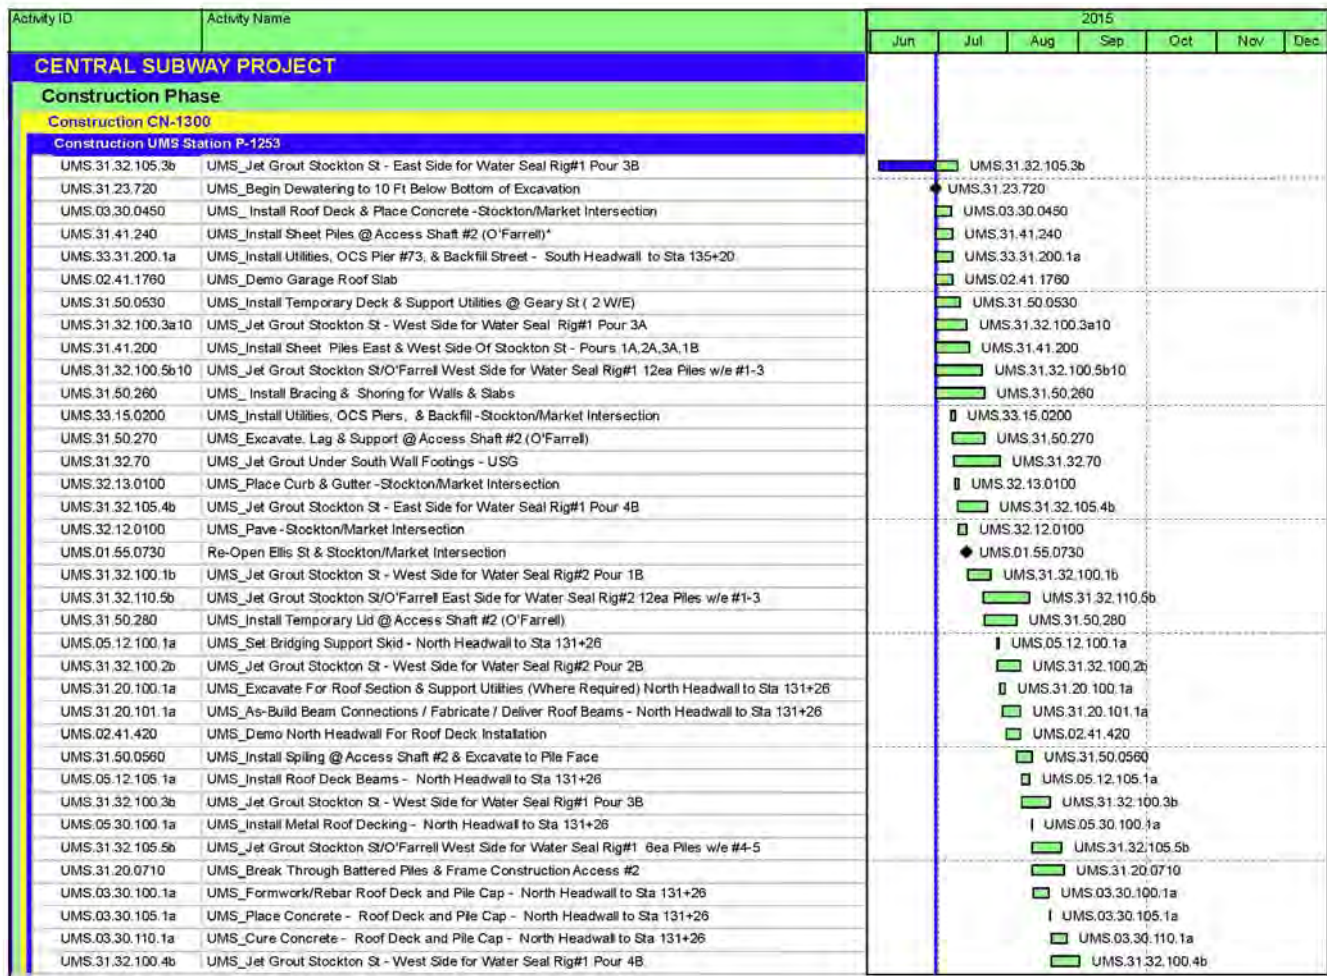 Activity ID Activity Name 2015
Jun Jul Aug Sep Oct Nov Dec
CENTRAL SUBWAY PROJECT
Construction Phase
Construction CN-1300
Construction UMS Station P-1253
UMS.31.32.105.3b UMS_Jet Grout Stockton St - East Side for Water Seal Rig#1 Pour 3B UMS.31.32.105.3b
UMS.31.23.720 UMS_Begin Dewatering to 10 Ft Below Bottom of Excavation UMS.31.23.720
UMS.03.30.0450 UMS_ Install Roof Deck & Place Concrete -Stockton/Market Intersection UMS.03.30.0450
UMS.31.41.240 UMS_Install Sheet Piles @ Access Shaft #2 (O'Farrell)* UMS.31.41.240
UMS.33.31.200.1a UMS_Install Utilities, OCS Pier #73, & Backfill Street - South Headwall to Sta 135+20 UMS.33.31.200.1a
UMS.02.41.1760 UMS_Demo Garage Roof Slab UMS.02.41.1760
UMS.31.50.0530 UMS_Install Temporary Deck & Support Utilities @ Geary St ( 2 W/E) UMS.31.50.0530
UMS.31.32.100.3a10 UMS_Jet Grout Stockton St - West Side for Water Seal Rig#1 Pour 3A UMS.31.32.100.3a10
UMS.31.41.200 UMS_Install Sheet Piles East & West Side Of Stockton St - Pours 1A,2A,3A,1B UMS.31.41.200
UMS.31.32.100.5b10 UMS_Jet Grout Stockton St/O'Farrell West Side for Water Seal Rig#1 12ea Piles w/e #1-3 UMS.31.32.100.5b10
UMS.31.50.260 UMS_ Install Bracing & Shoring for Walls & Slabs UMS.31.50.260
UMS.33.15.0200 UMS_Install Utilities, OCS Piers, & Backfill -Stockton/Market Intersection UMS.33.15.0200
UMS.31.50.270 UMS_Excavate, Lag & Support @ Access Shaft #2 (O'Farrell) UMS.31.50.270
UMS.31.32.70 UMS_Jet Grout Under South Wall Footings - USG UMS.31.32.70
UMS.32.13.0100 UMS_Place Curb & Gutter -Stockton/Market Intersection UMS.32.13.0100
UMS.31.32.105.4b UMS_Jet Grout Stockton St - East Side for Water Seal Rig#1 Pour 4B UMS.31.32.105.4b
UMS.32.12.0100 UMS_Pave -Stockton/Market Intersection UMS.32.12.0100
UMS.01.55.0730 Re-Open Ellis St & Stockton/Market Intersection UMS.01.55.0730
UMS.31.32.100.1b UMS_Jet Grout Stockton St - West Side for Water Seal Rig#2 Pour 1B UMS.31.32.100.1b
UMS.31.32.110.5b UMS_Jet Grout Stockton St/O'Farrell East Side for Water Seal Rig#2 12ea Piles w/e #1-3 UMS.31.32.110.5b
UMS.31.50.280 UMS_Install Temporary Lid @ Access Shaft #2 (O'Farrell) UMS.31.50.280
UMS.05.12.100.1a UMS_Set Bridging Support Skid - North Headwall to Sta 131+26 UMS.05.12.100.1a
UMS.31.32.100.2b UMS_Jet Grout Stockton St - West Side for Water Seal Rig#2 Pour 2B UMS.31.32.100.2b
UMS.31.20.100.1a UMS_Excavate For Roof Section & Support Utilities (Where Required) North Headwall to Sta 131+26 UMS.31.20.100.1a
UMS.31.20.101.1a UMS_As-Build Beam Connections / Fabricate / Deliver Roof Beams - North Headwall to Sta 131+26 UMS.31.20.101.1a
UMS.02.41.420 UMS_Demo North Headwall For Roof Deck Installation UMS.02.41.420
UMS.31.50.0560 UMS_Install Spiling @ Access Shaft #2 & Excavate to Pile Face UMS.31.50.0560
UMS.05.12.105.1a UMS_Install Roof Deck Beams - North Headwall to Sta 131+26 UMS.05.12.105.1a
UMS.31.32.100.3b UMS_Jet Grout Stockton St - West Side for Water Seal Rig#1 Pour 3B UMS.31.32.100.3b
UMS.05.30.100.1a UMS_Install Metal Roof Decking - North Headwall to Sta 131+26 UMS.05.30.100.1a
UMS.31.32.105.5b UMS_Jet Grout Stockton St/O'Farrell West Side for Water Seal Rig#1 6ea Piles w/e #4-5 UMS.31.32.105.5b
UMS.31.20.0710 UMS_Break Through Battered Piles & Frame Construction Access #2 UMS.31.20.0710
UMS.03.30.100.1a UMS_Formwork/Rebar Roof Deck and Pile Cap - North Headwall to Sta 131+26 UMS.03.30.100.1a
UMS.03.30.105.1a UMS_Place Concrete - Roof Deck and Pile Cap - North Headwall to Sta 131+26 UMS.03.30.105.1a
UMS.03.30.110.1a UMS_Cure Concrete - Roof Deck and Pile Cap - North Headwall to Sta 131+26 UMS.03.30.110.1a
UMS.31.32.100.4b UMS_Jet Grout Stockton St - West Side for Water Seal Rig#1 Pour 4B UMS.31.32.100.4b